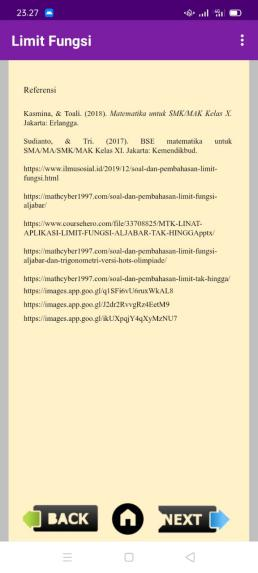 23.27
Limit Fungsi
Referensi
Kasmina, & Toali. (2018). Matematika untuk SMK/MAK Kelas X.
Jakarta: Erlangga.
Sudianto, & Tri. (2017). BSE matematika untuk
SMA/MA/SMK/MAK Kelas XI. Jakarta: Kemendikbud.
https://www.ilmusosial.id/2019/12/soal-dan-pembahasan-limit-
fungsi.html
https://mathcyber1997.com/soal-dan-pembahasan-limit-fungsi-
aljabar/
https://www.coursehero.com/file/33708825/MTK-LINAT-
APLIKASI-LIMIT-FUNGSI-ALJABAR-TAK-HINGGApptx/
https://mathcyber1997.com/soal-dan-pembahasan-limit-fungsi-
aljabar-dan-trigonometri-versi-hots-olimpiade/
https://mathcyber1997.com/soal-dan-pembahasan-limit-tak-hingga/
https://images.app.goo.gl/q1SFi6vU6ruxWkAL8
https://images.app.goo.gl/J2dr2RvvgRz4EetM9
https://images.app.goo.gl/ikUXpqjY4qXyMzNU7
BACK
NEXT